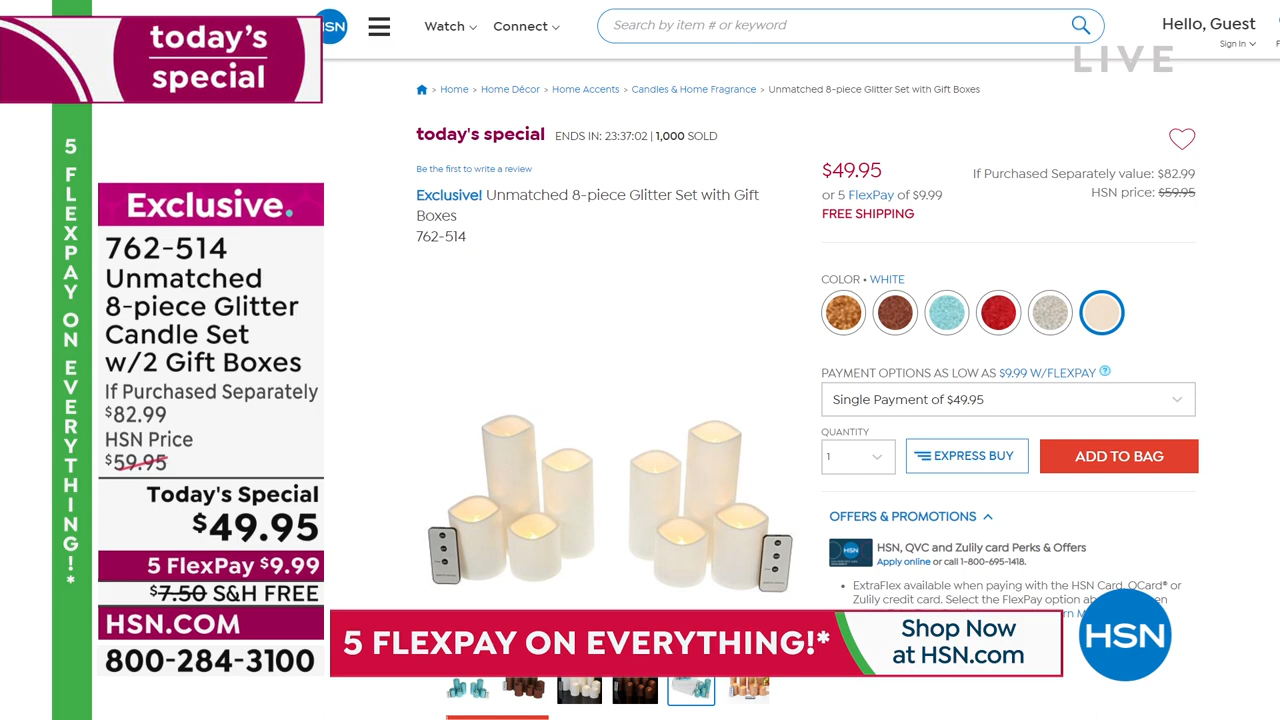 today's
special
5 FLEXPAY ON EVERYTHING!*
Exclusive.
762-514
Unmatched
8-piece Glitter
Candle Set
w/2 Gift Boxes
If Purchased Separately
$82.99
HSN Price
$59.95
Today's Special
$49.95
5 FlexPay $9.99
$7.50 S&H FREE
HSN.COM
800-284-3100
HSN
Watch
Connect
Search by item # or keyword
Hello, Guest
Sign In
LIVE
> Home > Home Décor > Home Accents > Candles & Home Fragrance > Unmatched 8-piece Glitter Set with Gift Boxes
today's special ENDS IN: 23:37:02 | 1,000 SOLD
Be the first to write a review
Exclusive! Unmatched 8-piece Glitter Set with Gift
Boxes
762-514
$49.95
or 5 FlexPay of $9.99
FREE SHIPPING
If Purchased Separately value: $82.99
HSN price: $59.95
COLOR • WHITE
PAYMENT OPTIONS AS LOW AS $9.99 W/FLEXPAY ?
Single Payment of $49.95
QUANTITY
1
EXPRESS BUY
ADD TO BAG
OFFERS & PROMOTIONS
HSN
HSN, QVC and Zulily card Perks & Offers
Apply online or call 1-800-695-1418.
• ExtraFlex available when paying with the HSN Card, QCard® or
Zulily credit card. Select the FlexPay option
5 FLEXPAY ON EVERYTHING!*
Shop Now
at HSN.com
HSN